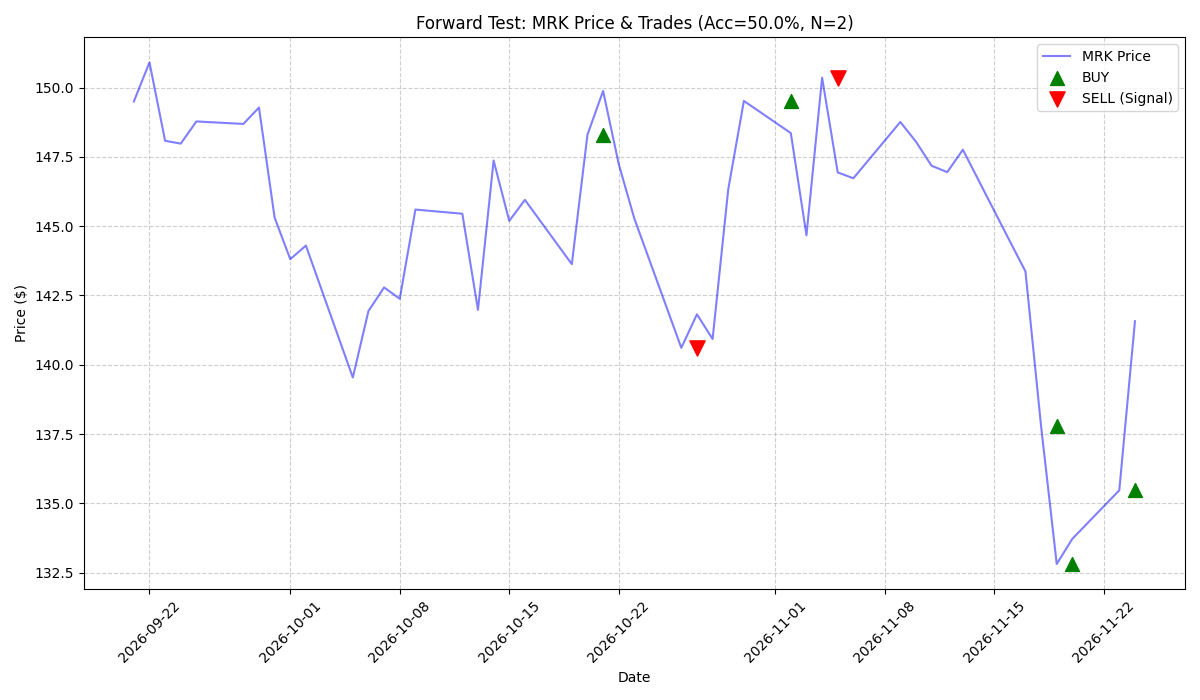 Forward Test: MRK Price & Trades (Acc=50.0%, N=2)
MRK Price
BUY
SELL (Signal)
Price ($)
150.0
147.5
145.0
142.5
140.0
137.5
135.0
132.5
2026-09-22
2026-10-01
2026-10-08
2026-10-15
2026-10-22
2026-11-01
2026-11-08
2026-11-15
2026-11-22
Date